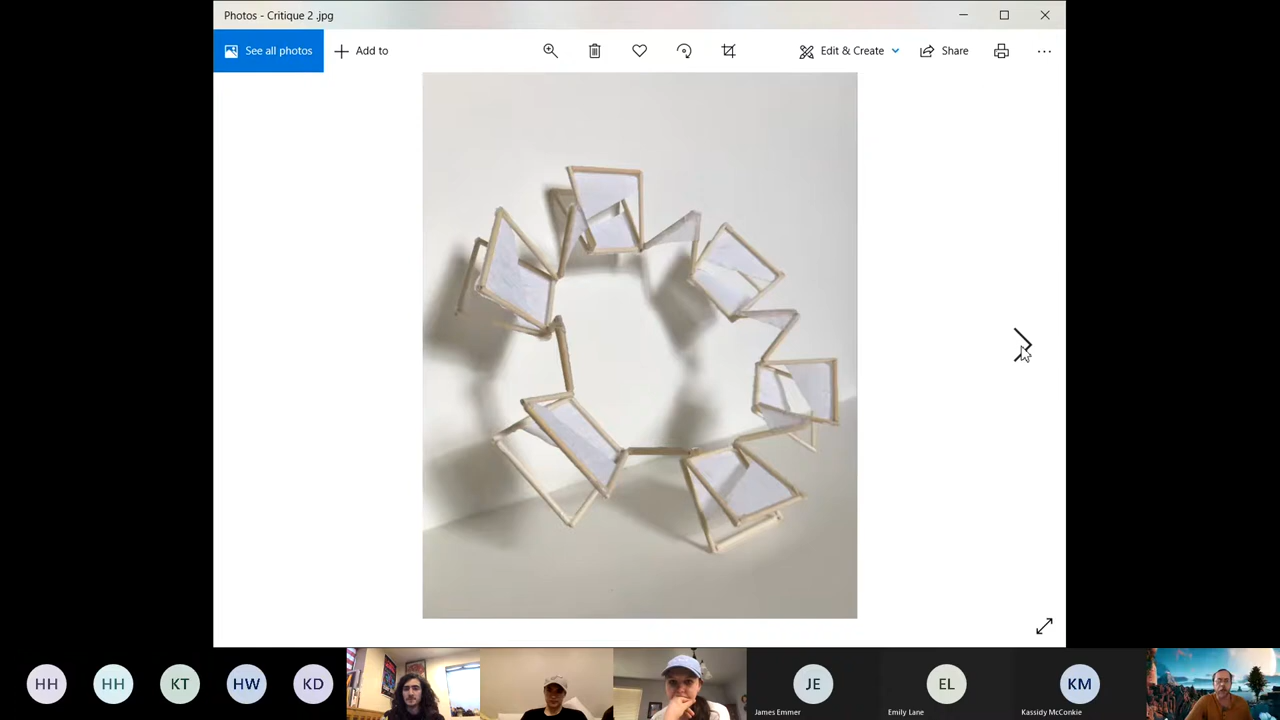 Photos - Critique 2 .jpg
See all photos
Add to
Edit & Create
Share
HH
HH
KT
HW
KD
JE
EL
KM
James Emmer
Emily Lane
Kassidy McConkie